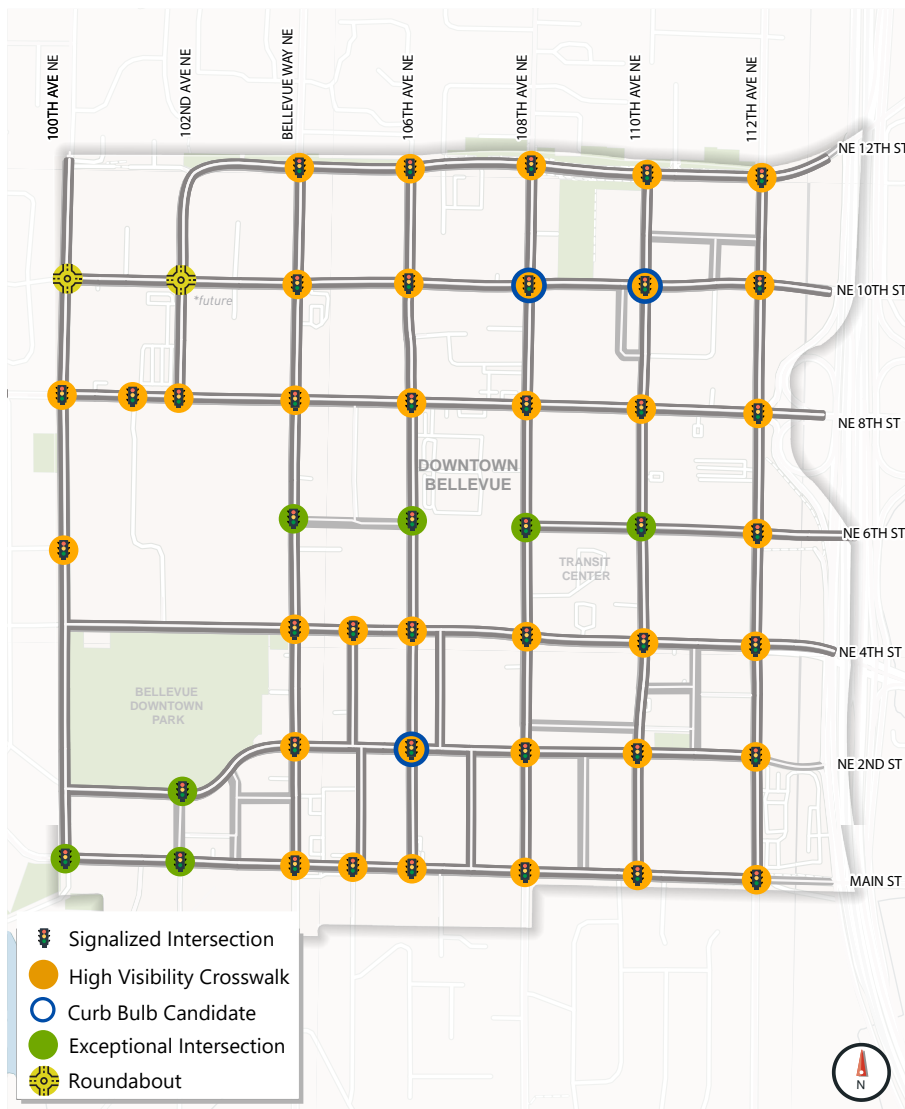 100TH AVE NE
102ND AVE NE
BELLEVUE WAY NE
106TH AVE NE
108TH AVE NE
110TH AVE NE
112TH AVE NE
NE 12TH ST
NE 10TH ST
*future
NE 8TH ST
DOWNTOWN
BELLEVUE
NE 6TH ST
TRANSIT
CENTER
NE 4TH ST
BELLEVUE
DOWNTOWN
PARK
NE 2ND ST
MAIN ST
Signalized Intersection
High Visibility Crosswalk
Curb Bulb Candidate
Exceptional Intersection
Roundabout
N